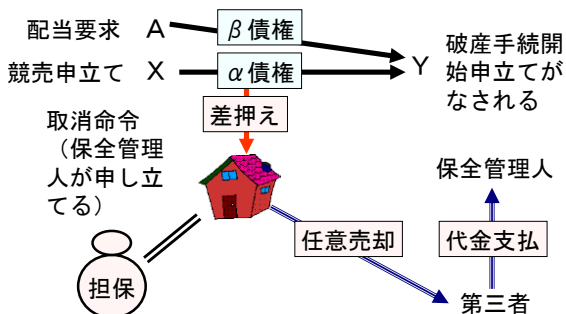 配当要求 A β債権
競売申立て X α債権 Y
破産手続開
始申立てが
なされる
差押え
取消命令
（保全管理
人が申し立
てる）
保全管理人
任意売却
代金支払
担保
第三者